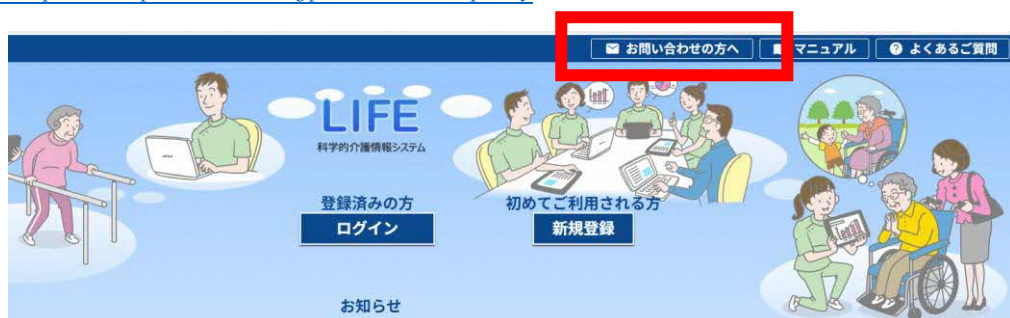 お問い合わせの方へ
マニュアル
よくあるご質問
LIFE
科学的介護情報システム
登録済みの方
初めてご利用される方
ログイン
新規登録
お知らせ